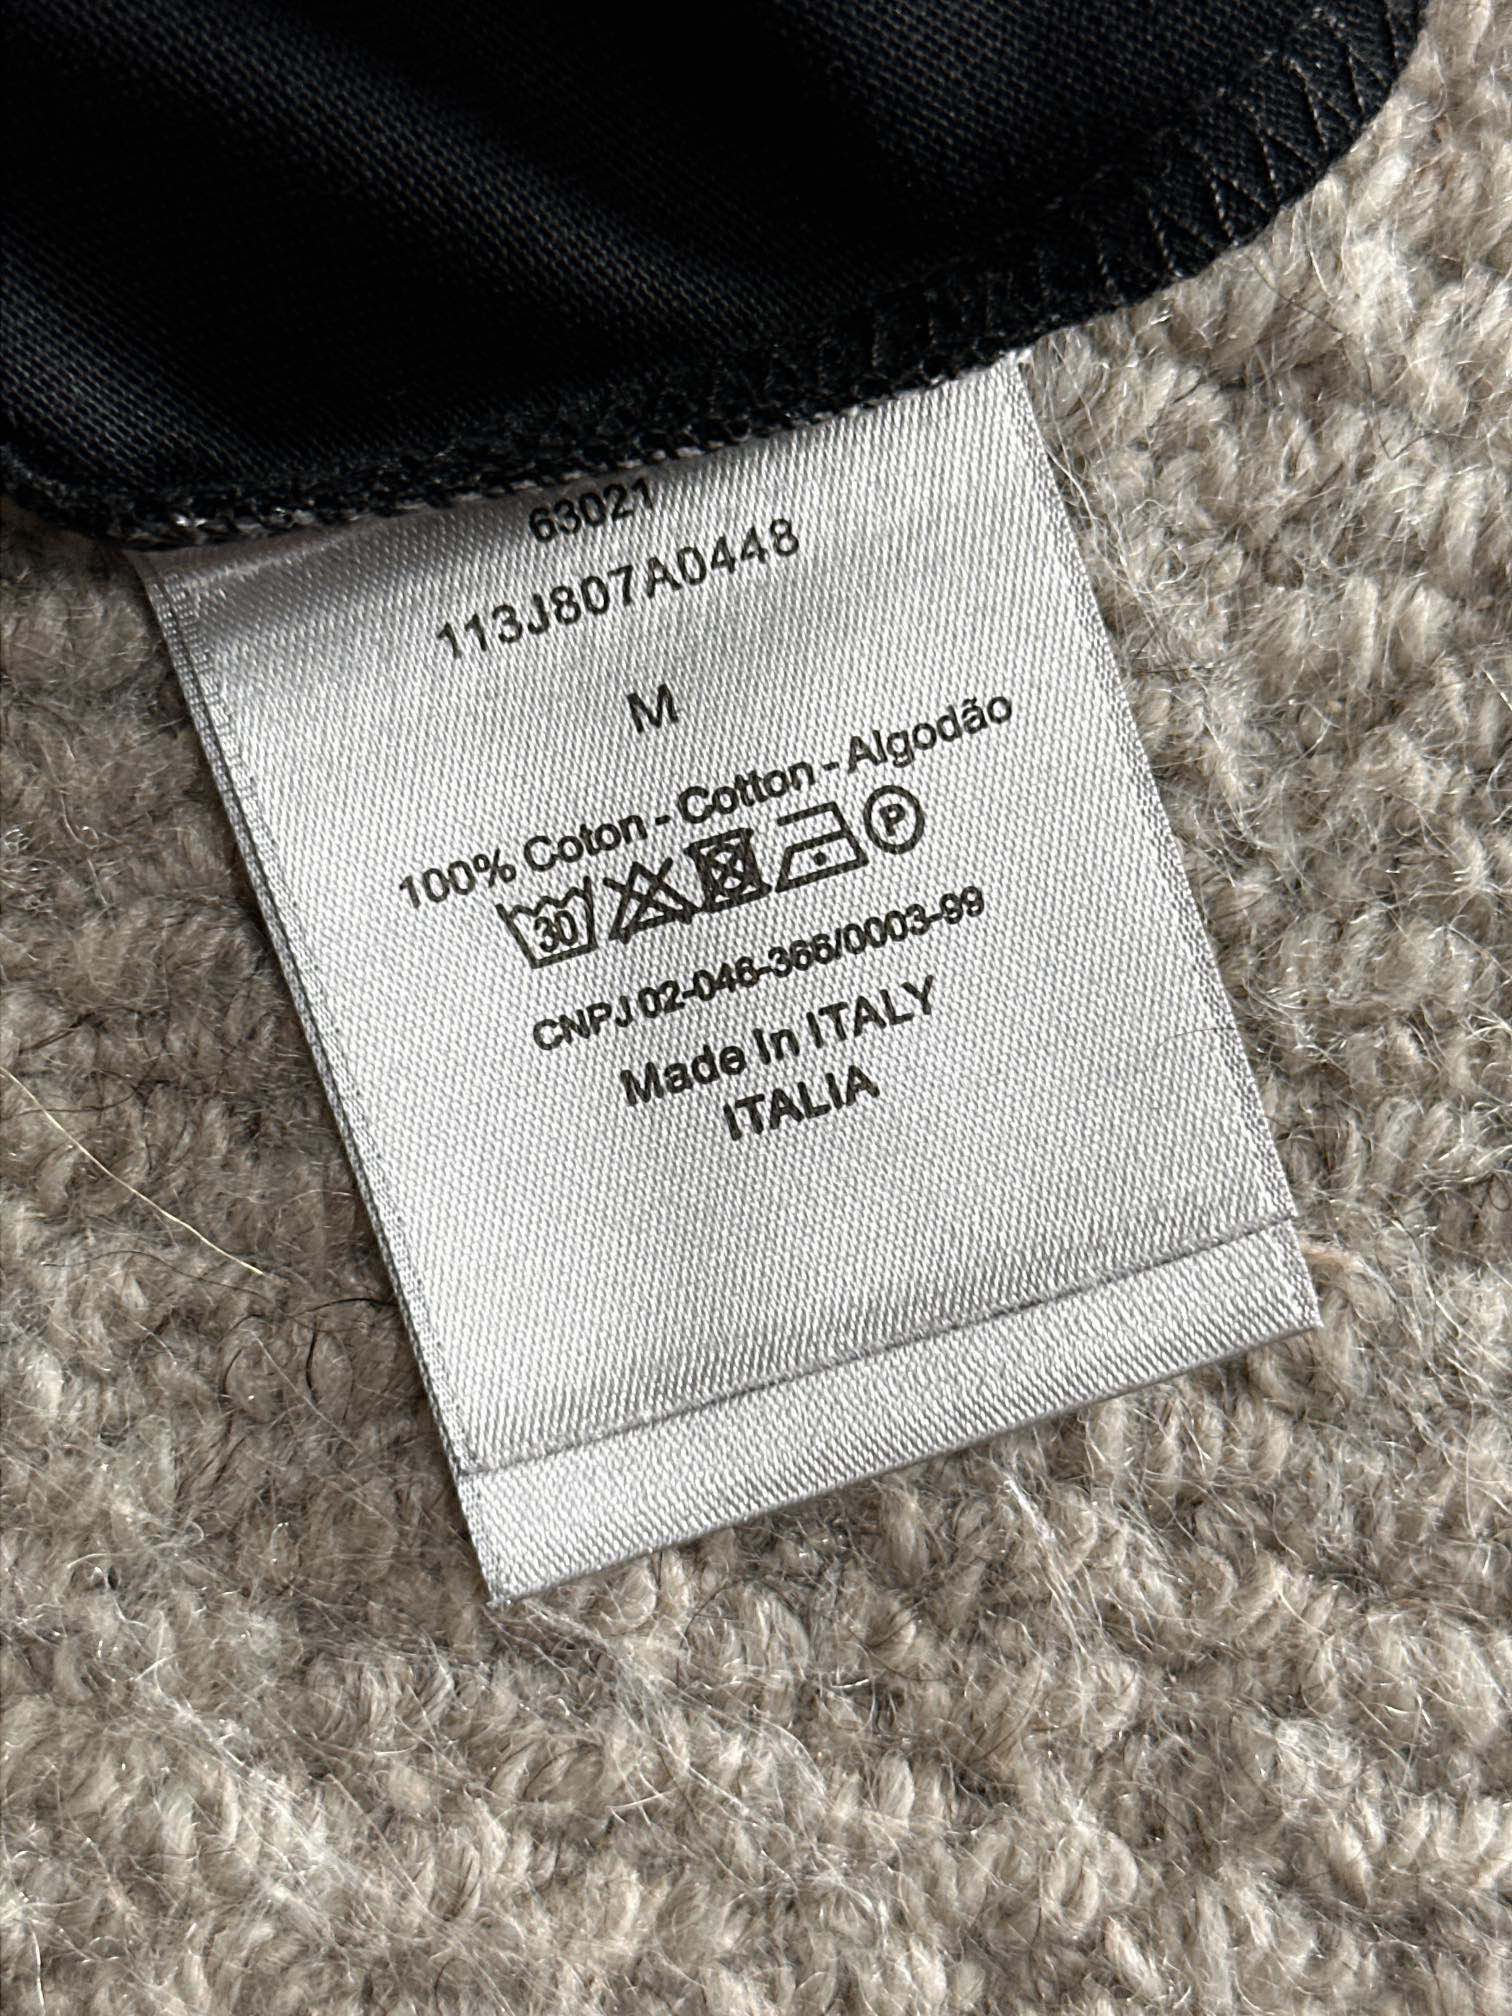 63021
113J807A0448
M
100% Coton - Cotton - Algodão
30 P
CNPJ 02-046-366/0003-99
Made In ITALY
ITALIA